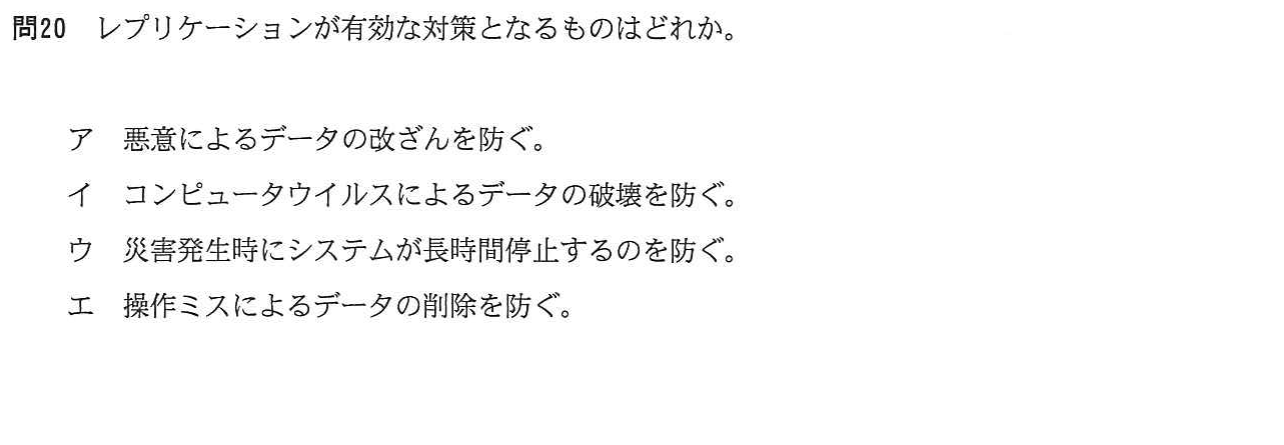 問20 レプリケーションが有効な対策となるものはどれか。
ア 悪意によるデータの改ざんを防ぐ。
イ コンピュータウイルスによるデータの破壊を防ぐ。
ウ 災害発生時にシステムが長時間停止するのを防ぐ。
エ 操作ミスによるデータの削除を防ぐ。